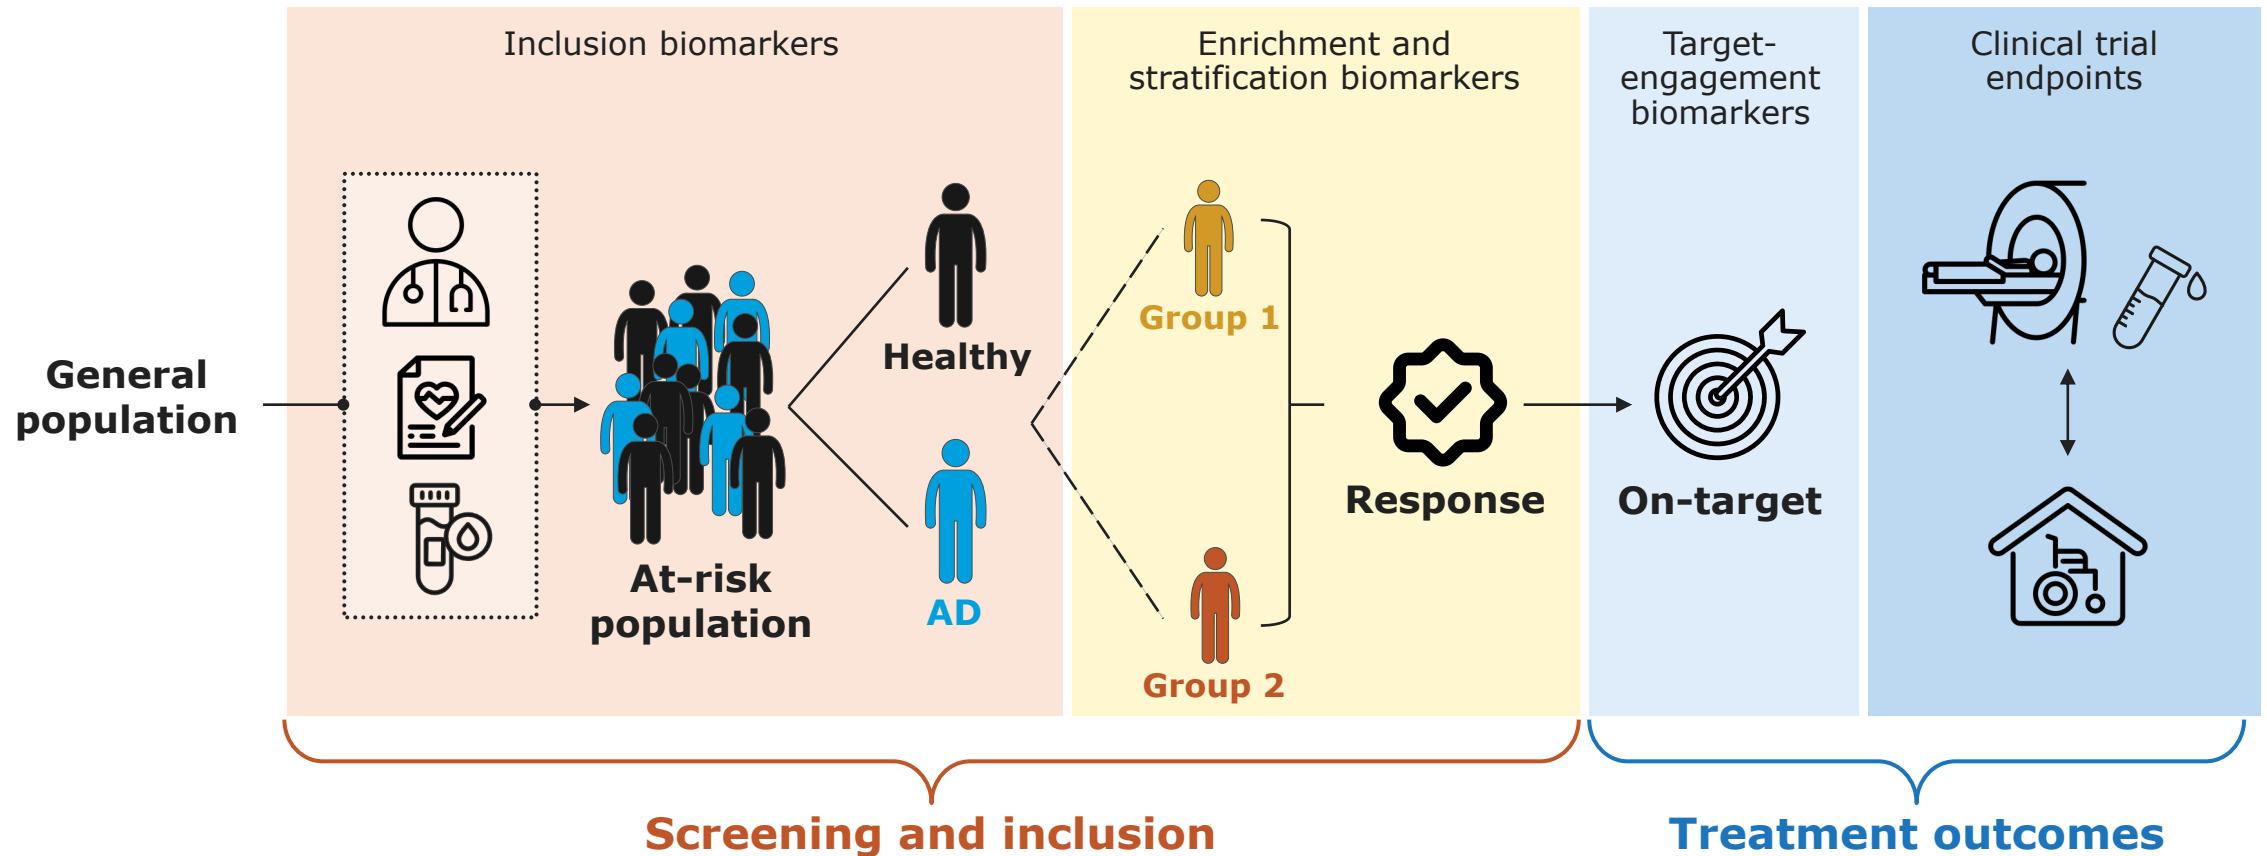 Inclusion biomarkers
Enrichment and
stratification biomarkers
Target-
engagement
biomarkers
Clinical trial
endpoints
General
population
At-risk
population
Healthy
AD
Group 1
Group 2
Response
On-target
Screening and inclusion
Treatment outcomes